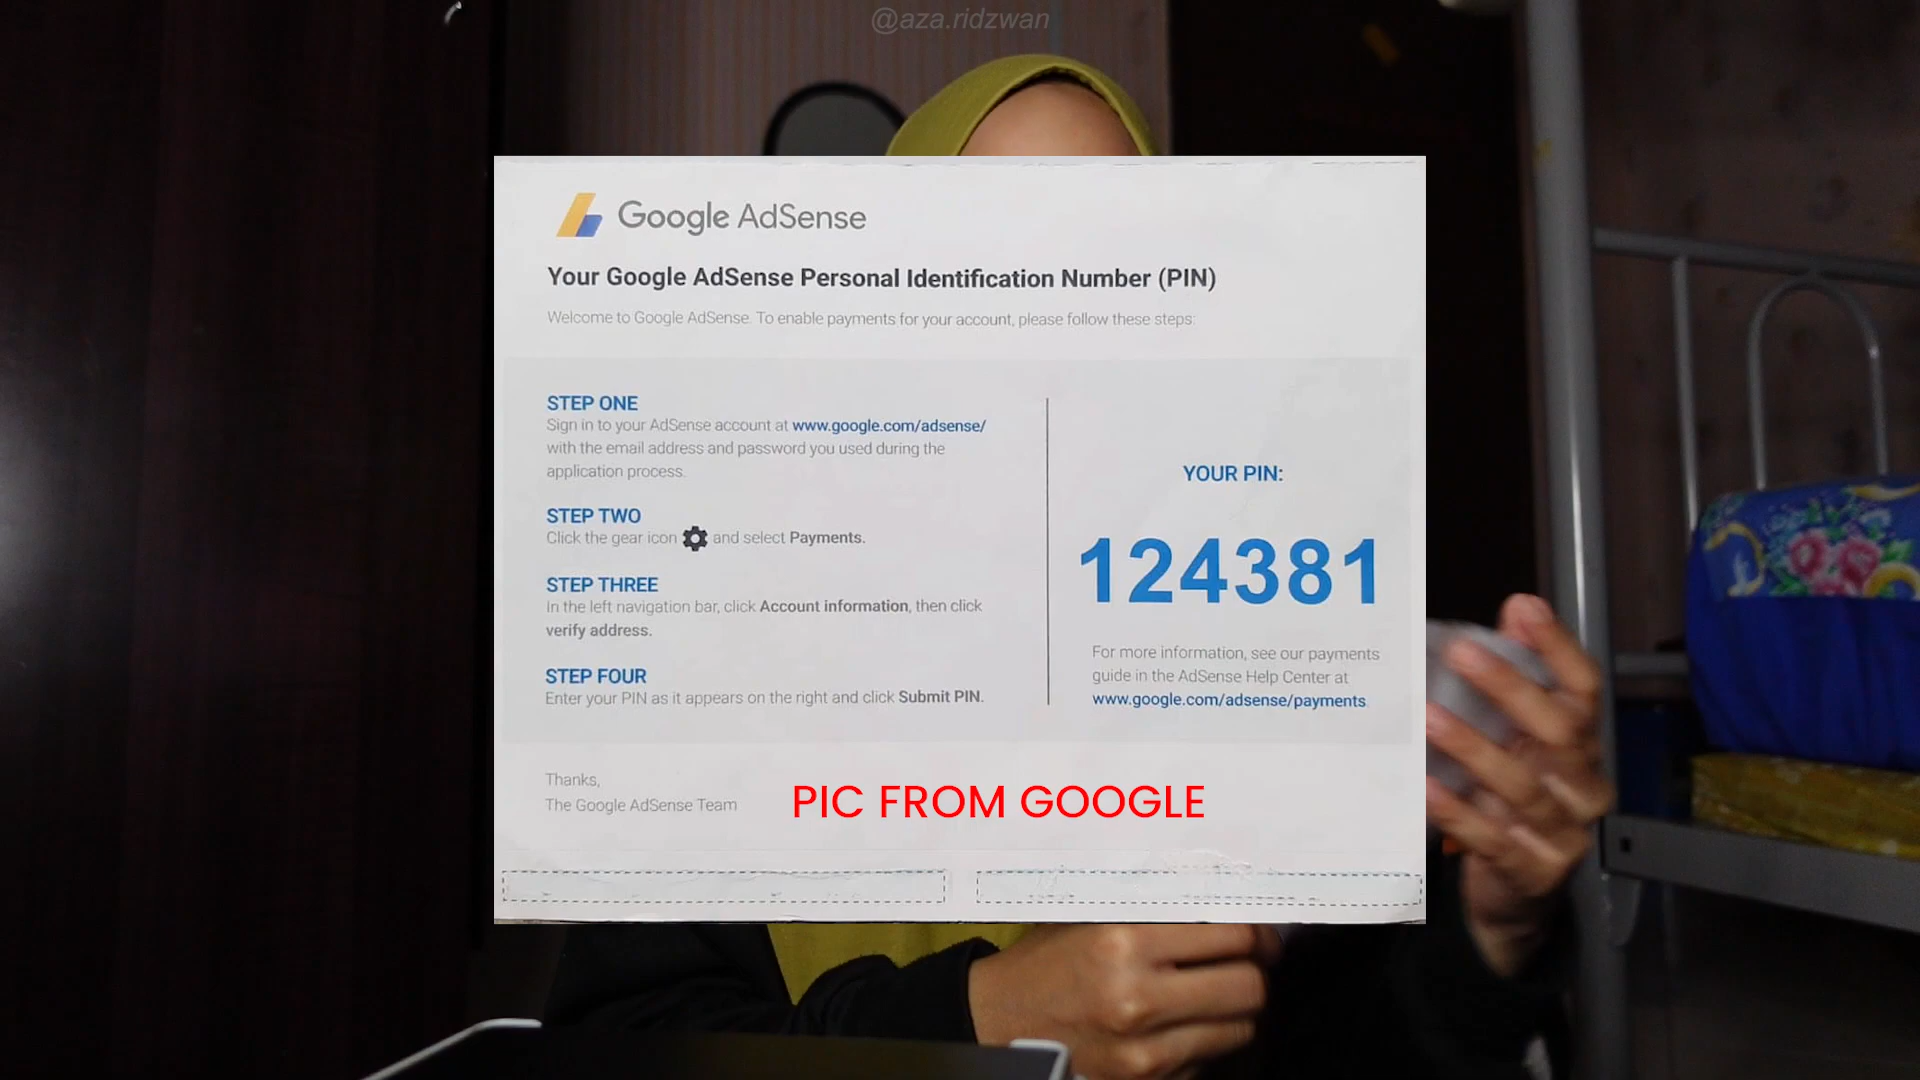 @aza.ridzwan
Google AdSense
Your Google AdSense Personal Identification Number (PIN)
Welcome to Google AdSense. To enable payments for your account, please follow these steps:
STEP ONE
Sign in to your AdSense account at www.google.com/adsense/
with the email address and password you used during the
application process.
STEP TWO
Click the gear icon and select Payments.
STEP THREE
In the left navigation bar, click Account information, then click
verify address.
STEP FOUR
Enter your PIN as it appears on the right and click Submit PIN.
YOUR PIN:
124381
For more information, see our payments
guide in the AdSense Help Center at
www.google.com/adsense/payments
Thanks,
The Google AdSense Team
PIC FROM GOOGLE